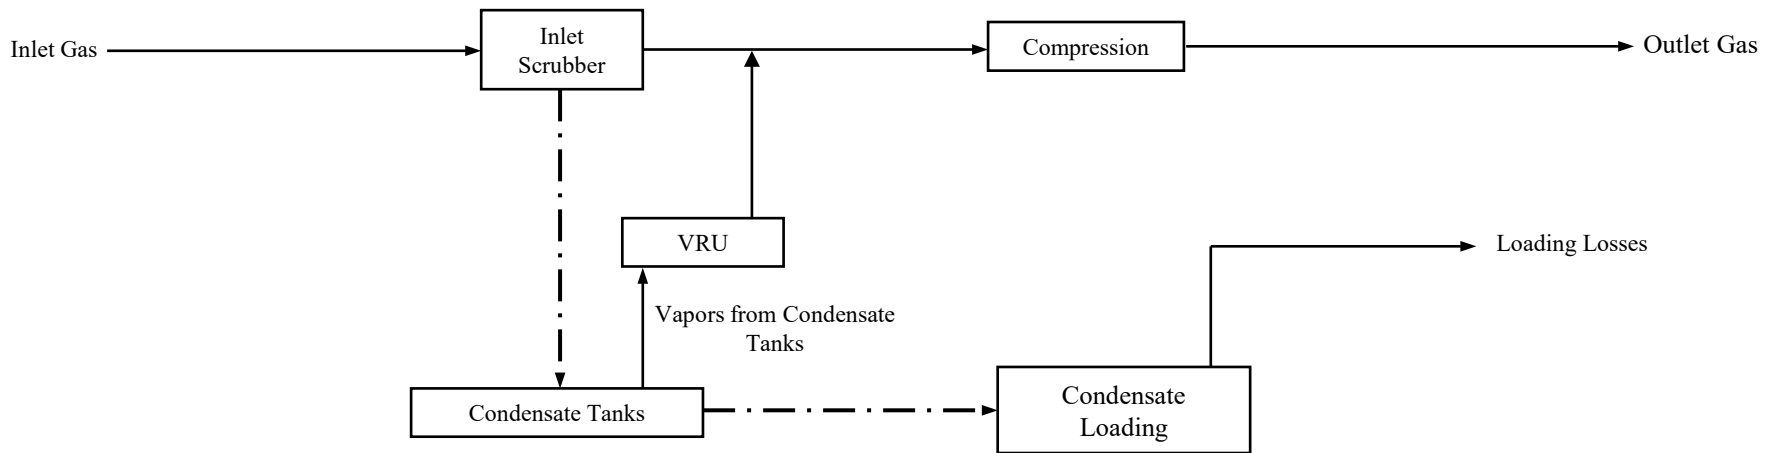 Inlet Gas
Inlet
Scrubber
Compression
Outlet Gas
VRU
Loading Losses
Vapors from Condensate
Tanks
Condensate Tanks
Condensate
Loading